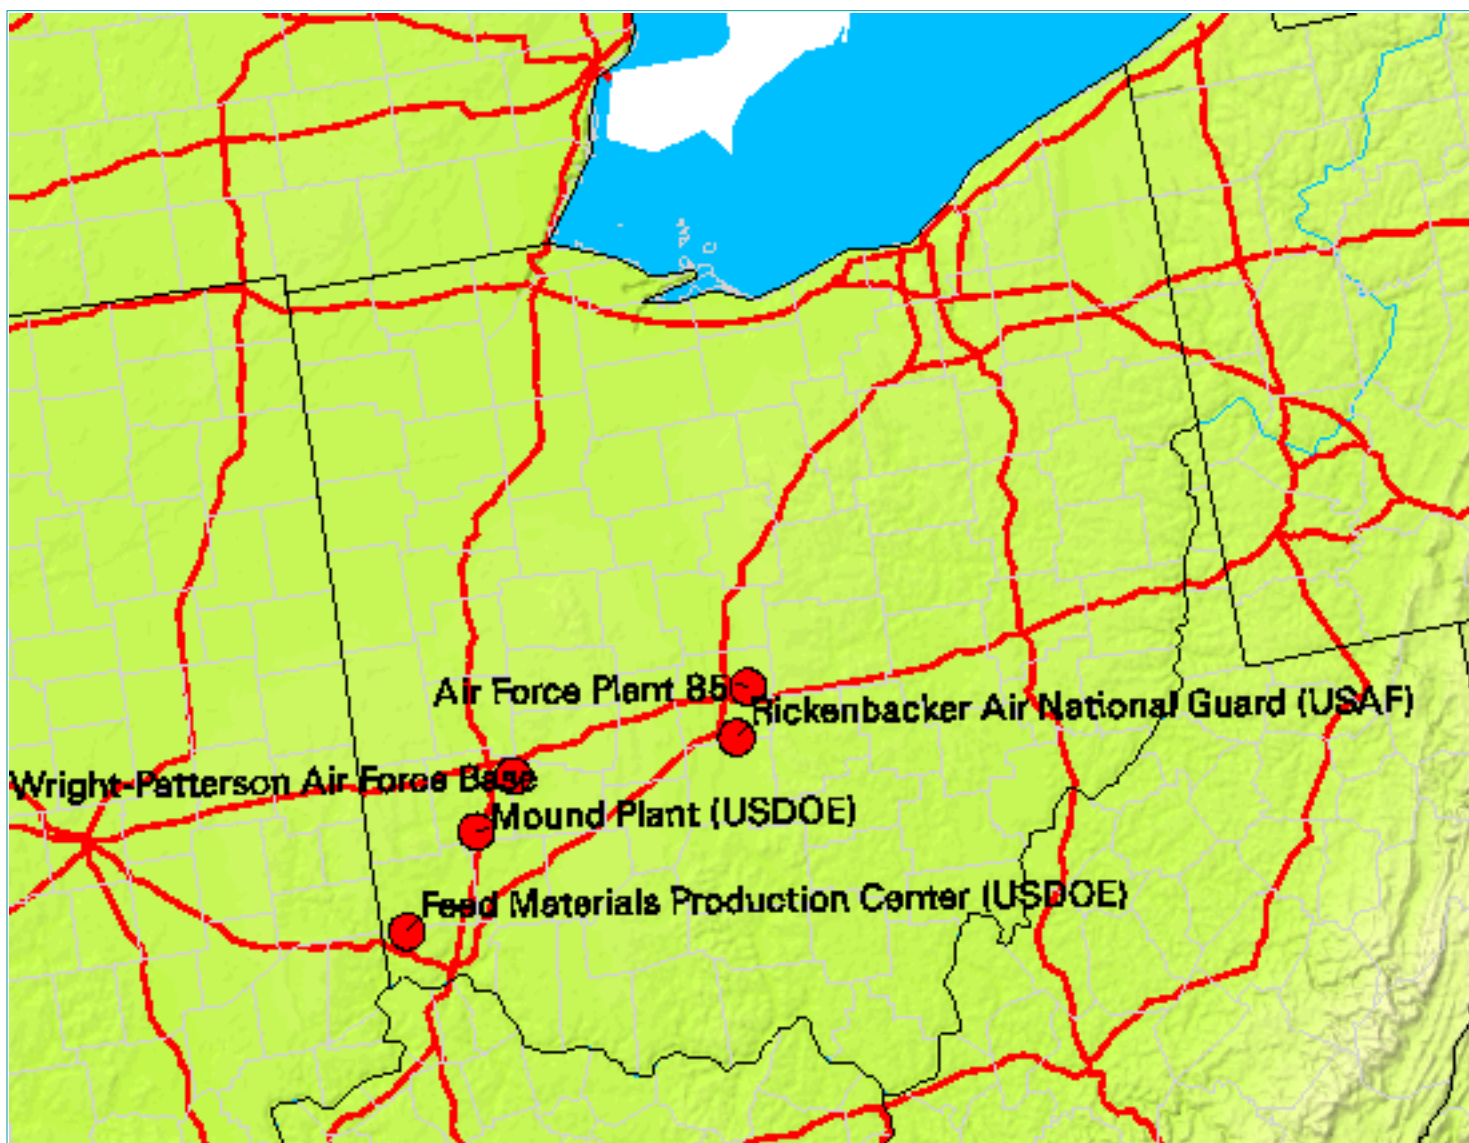 Air Force Plant 85
Rickenbacker Air National Guard (USAF)
Wright-Patterson Air Force Base
Mound Plant (USDOE)
Feed Materials Production Center (USDOE)